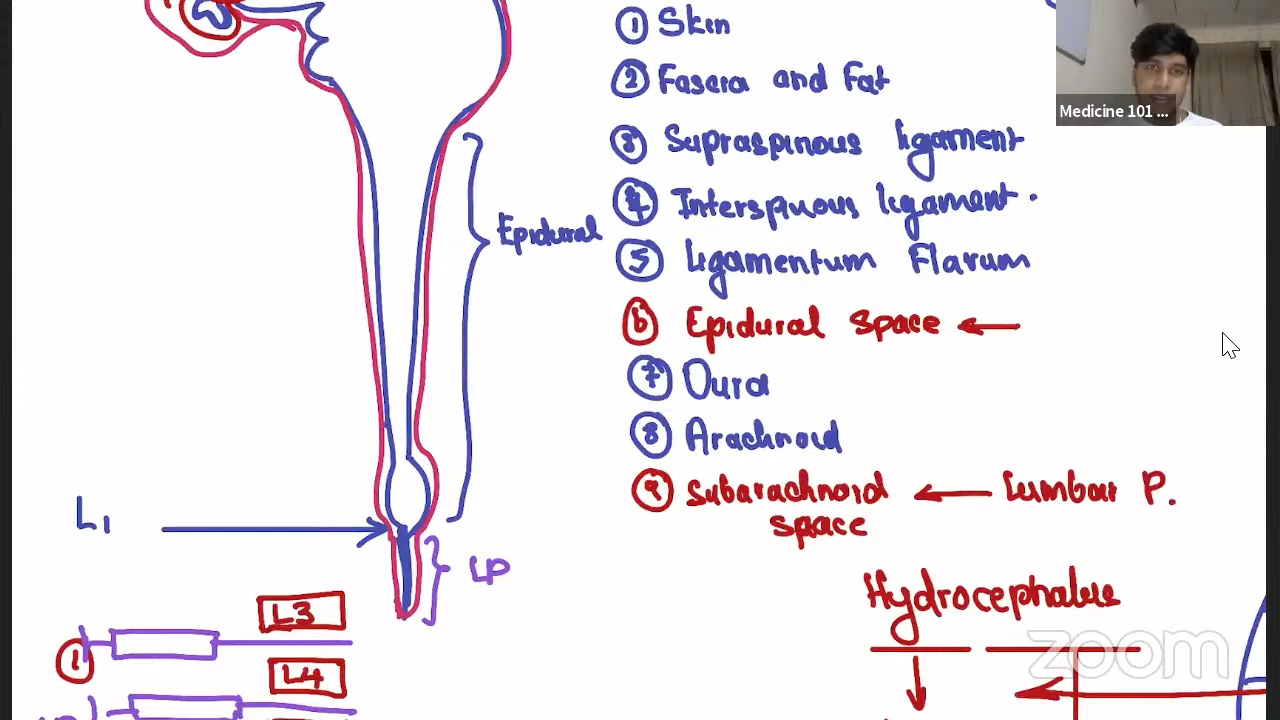 ① Skin
② Fascia and Fat
③ Supraspinous ligament
④ Interspinous ligament.
⑤ Ligamentum Flavum
⑥ Epidural space ←
⑦ Dura
⑧ Arachnoid
⑨ Subarachnoid ← Lumbar P.
space
Epidural
L1
LP
L3
①
L4
Hydrocephalus
Medicine 101 ...
zoom